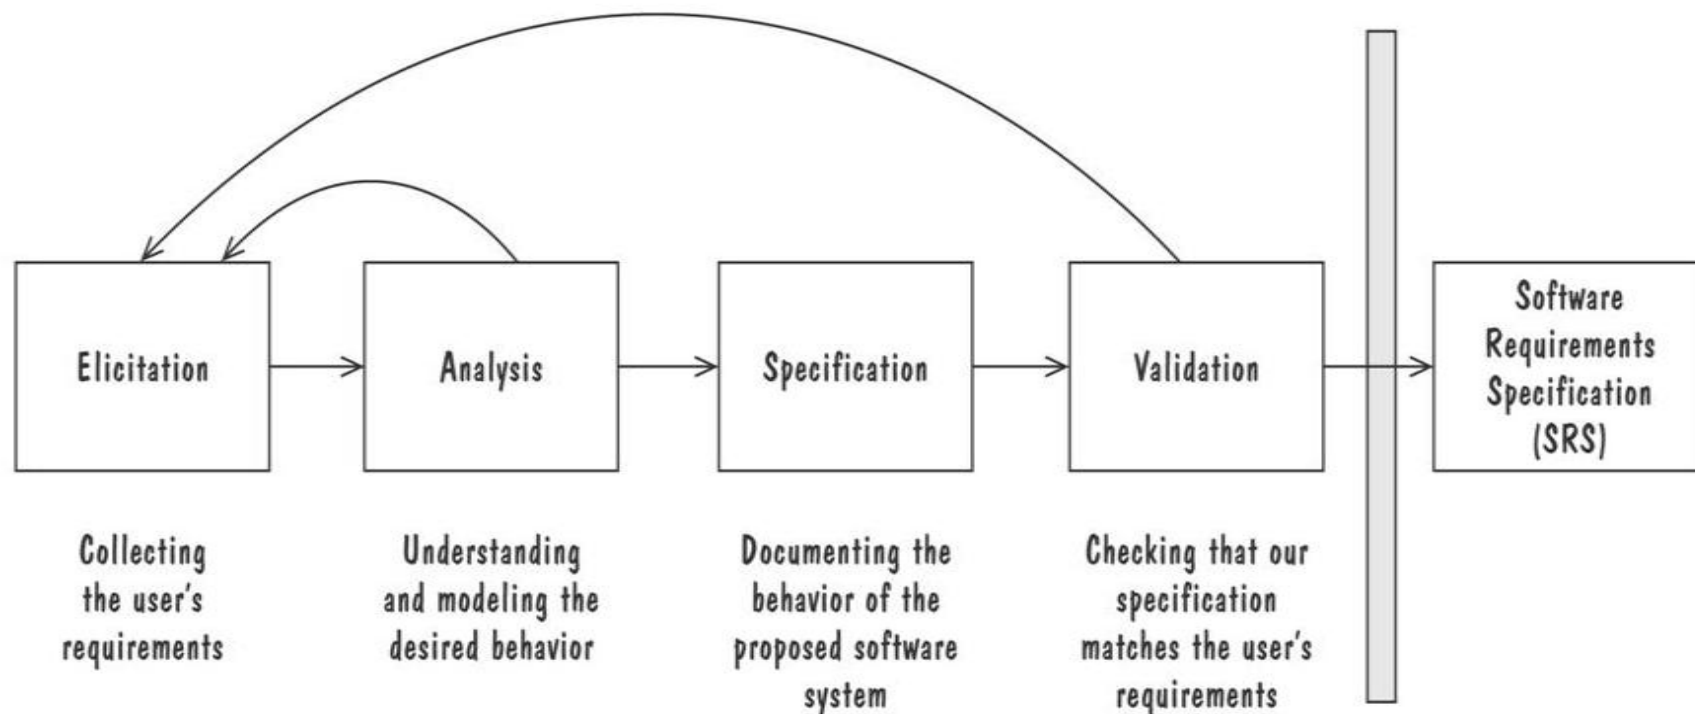 Elicitation
Analysis
Specification
Validation
Software
Requirements
Specification
(SRS)
Collecting
the user's
requirements
Understanding
and modeling the
desired behavior
Documenting the
behavior of the
proposed software
system
Checking that our
specification
matches the user's
requirements